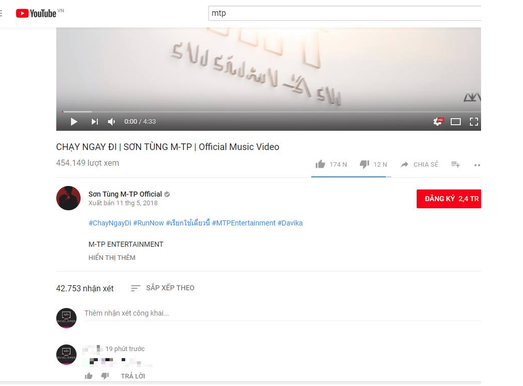 YouTube VN
mtp
0:00 / 4:33
CHẠY NGAY ĐI | SƠN TÙNG M-TP | Official Music Video
454.149 lượt xem
174 N
12 N
CHIA SẺ
Sơn Tùng M-TP Official
Xuất bản 11 thg 5, 2018
ĐĂNG KÝ 2,4 TR
#ChayNgayDi #RunNow #เรียกไข้เดี๋ยวนี้ #MTPEntertainment #Davika
M-TP ENTERTAINMENT
HIỂN THỊ THÊM
42.753 nhận xét
SẮP XẾP THEO
Thêm nhận xét công khai...
19 phút trước
TRẢ LỜI